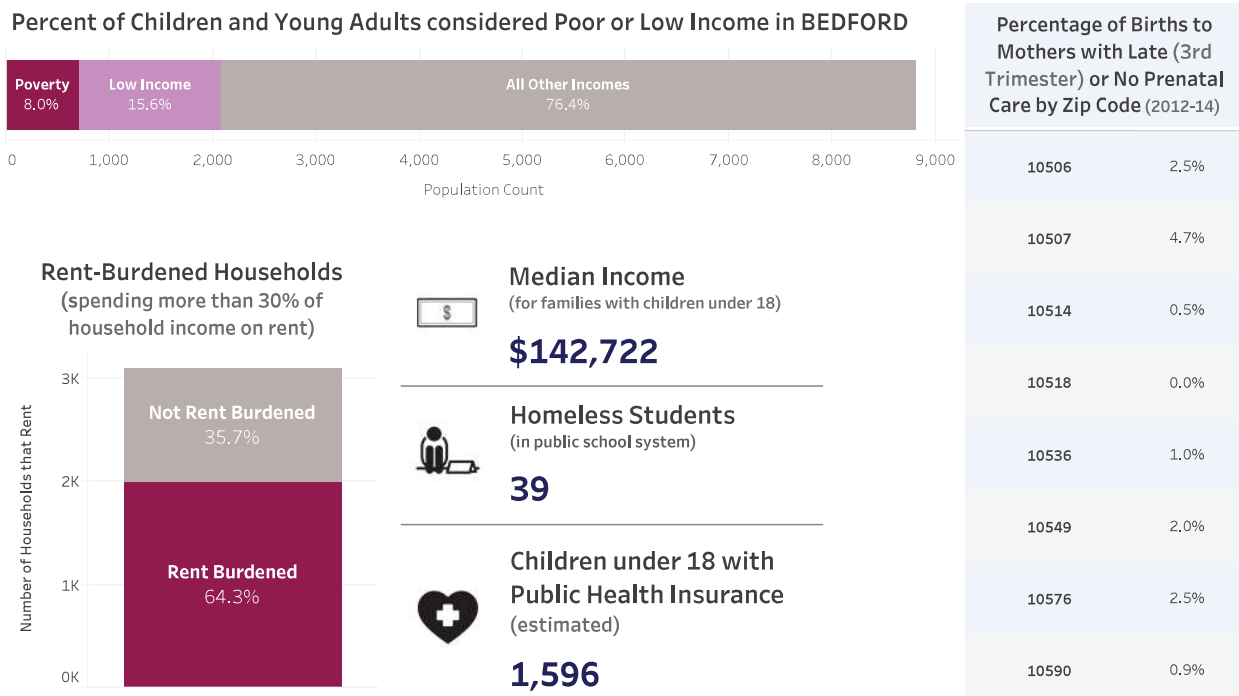 Percent of Children and Young Adults considered Poor or Low Income in BEDFORD
Poverty
8.0%
Low Income
15.6%
All Other Incomes
76.4%
0
1,000
2,000
3,000
4,000
5,000
6,000
7,000
8,000
9,000
Population Count
Rent-Burdened Households
(spending more than 30% of
household income on rent)
Number of Households that Rent
3K
2K
1K
0K
Not Rent Burdened
35.7%
Rent Burdened
64.3%
$
Median Income
(for families with children under 18)
$142,722
Homeless Students
(in public school system)
39
Children under 18 with
Public Health Insurance
(estimated)
1,596
Percentage of Births to
Mothers with Late (3rd
Trimester) or No Prenatal
Care by Zip Code (2012-14)
10506 2.5%
10507 4.7%
10514 0.5%
10518 0.0%
10536 1.0%
10549 2.0%
10576 2.5%
10590 0.9%